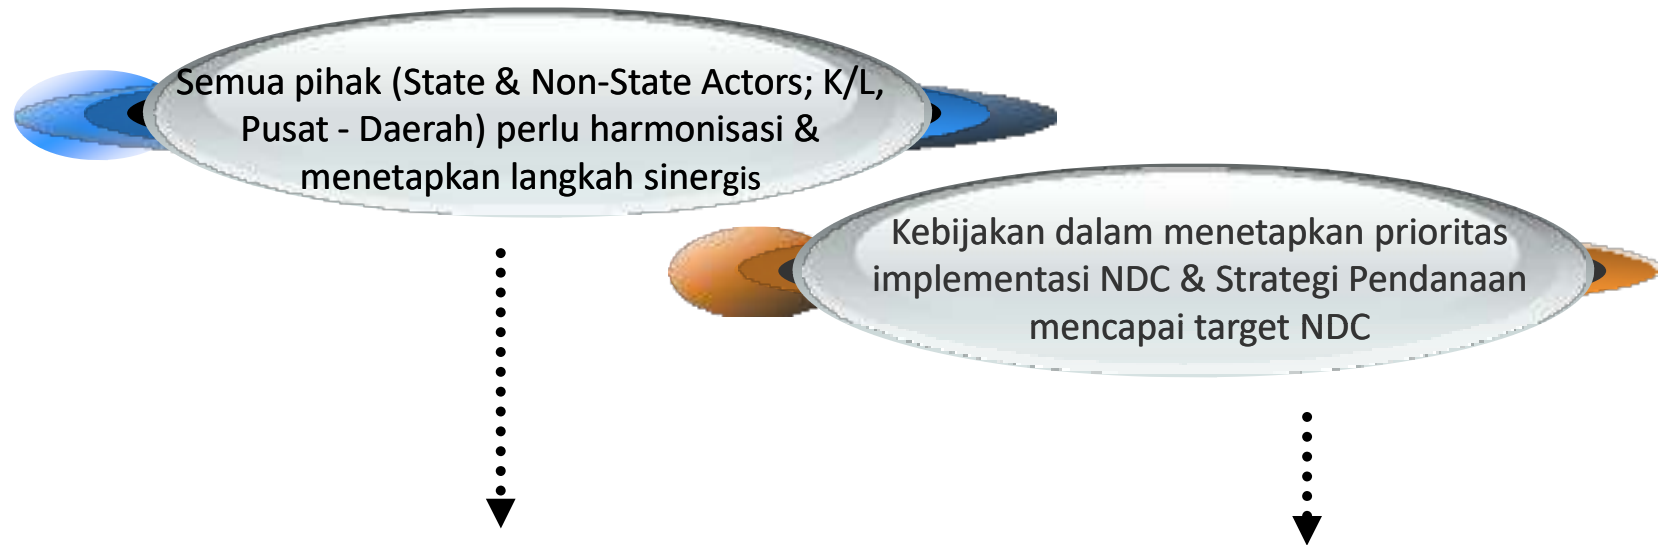 Semua pihak (State & Non-State Actors; K/L,
Pusat - Daerah) perlu harmonisasi &
menetapkan langkah sinergis
Kebijakan dalam menetapkan prioritas
implementasi NDC & Strategi Pendanaan
mencapai target NDC